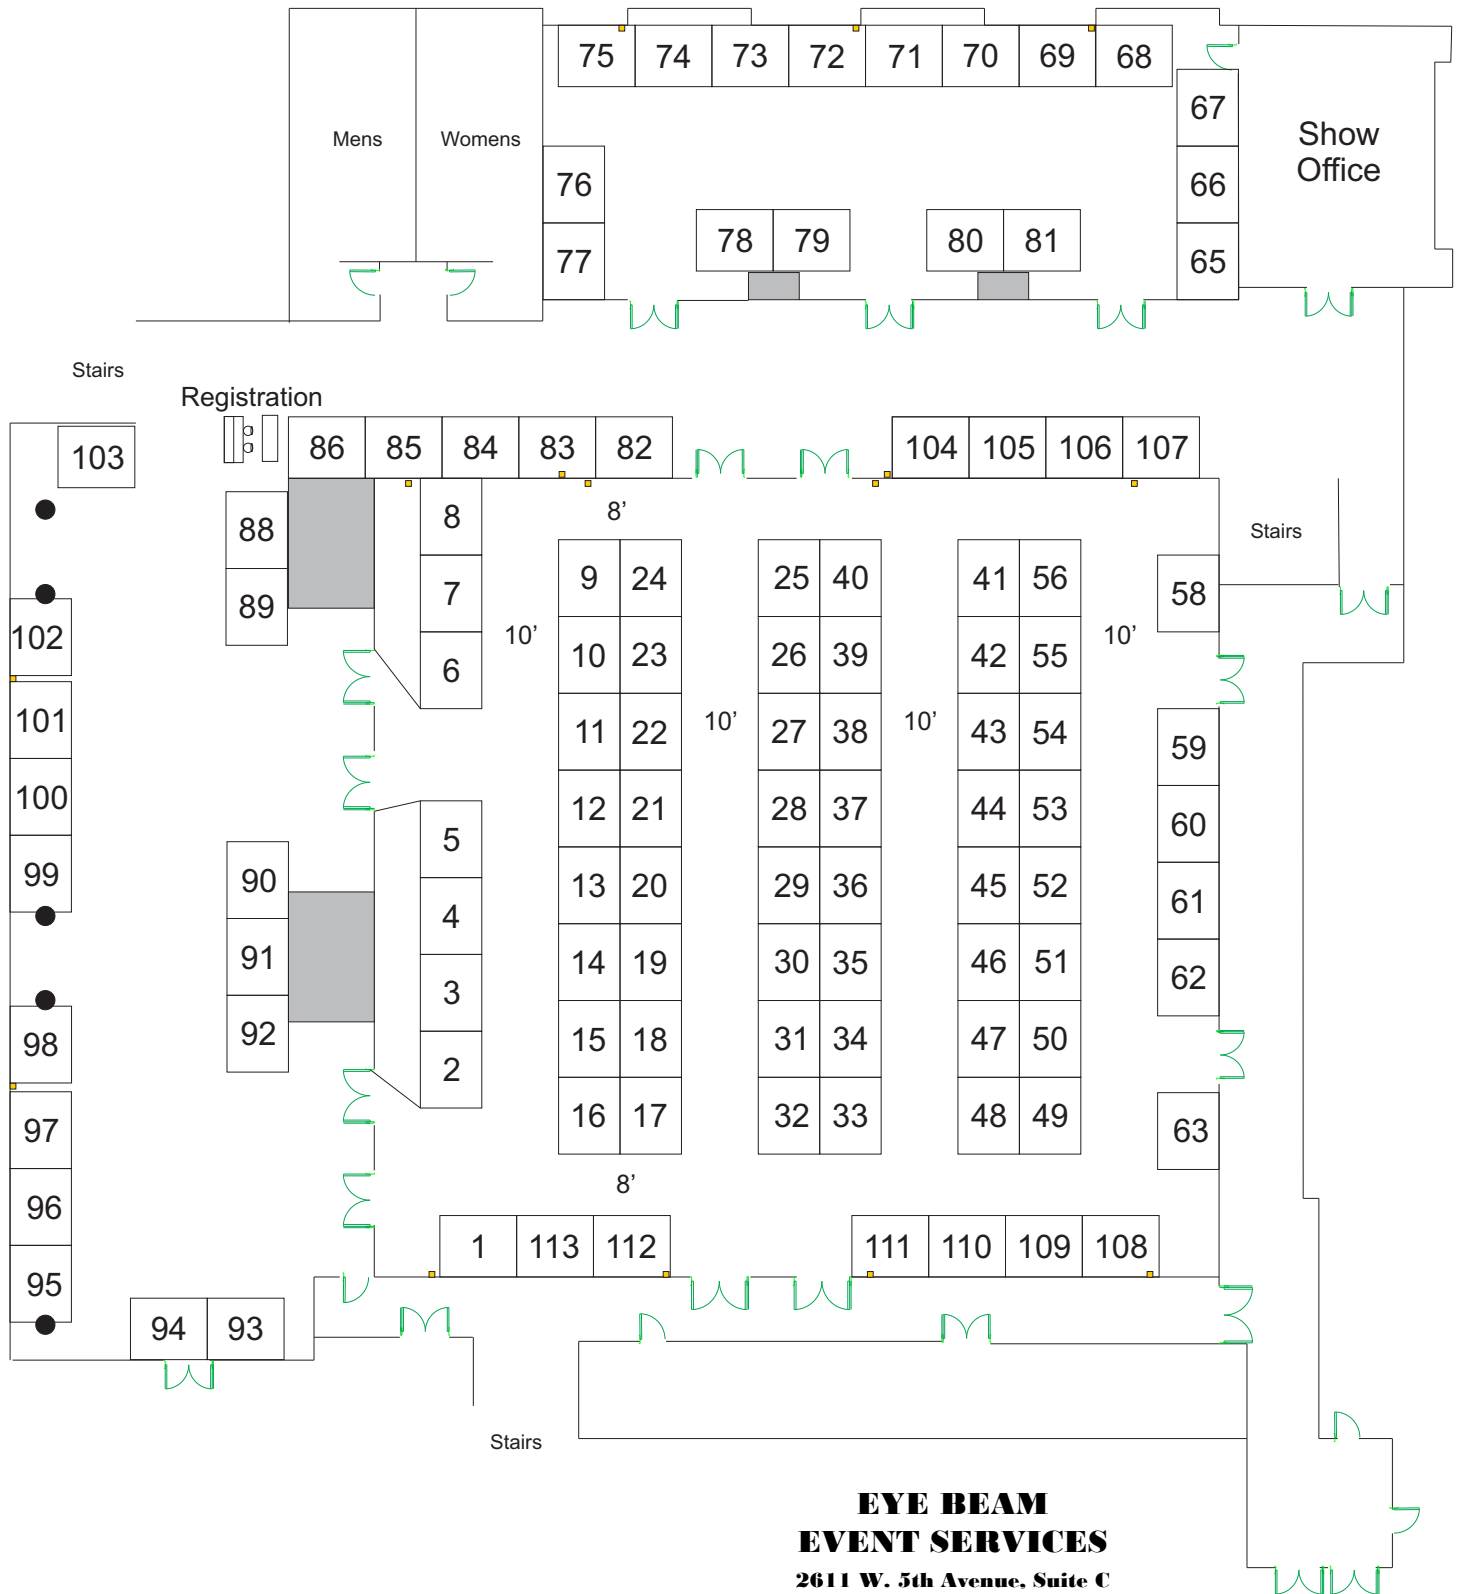 75 74 73 72 71 70 69 68
67
Show
Office
Mens Womens
76
66
78 79 80 81
77
65
Stairs
Registration
103
86 85 84 83 82
104 105 106 107
8’
8
88
Stairs
9 24 25 40 41 56
58
7
89
102
10’
10’
10 23 26 39 42 55
6
101
10’
10’
11 22 27 38 43 54
59
100
12 21 28 37 44 53
60
5
99
90
13 20 29 36 45 52
61
4
91
14 19 30 35 46 51
62
3
98
92
15 18 31 34 47 50
2
97
16 17 32 33 48 49
63
8’
96
1 113 112
111 110 109 108
95
94 93
Stairs
EYE BEAM
EVENT SERVICES
2611 W. 5th Avenue, Suite C